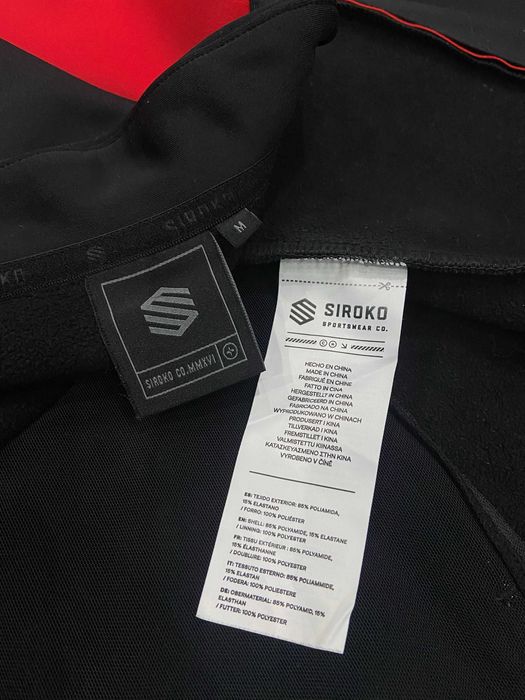 SIROKO
M
SIROKO CO.MMXVI
SIROKO
SPORTSWEAR CO.
HECHO EN CHINA
MADE IN CHINA
FABRIQUÉ EN CHINE
FATTO IN CINA
HERGESTELLT IN CHINA
GEFABRICEERD IN CHINA
FABRICADO NA CHINA
WYPRODUKOWANO W CHINACH
PRODUSERT I KINA
TILLVERKAD I KINA
FREMSTILLET I KINA
VALMISTETTU KIINASSA
ΚΑΤΑΣΚΕΥΑΖΜΕΝΟ ΣΤΗΝ ΚΙΝΑ
VYROBENO V ČÍNĚ
ES: TEJIDO EXTERIOR: 85% POLIAMIDA,
15% ELASTANO
/ FORRO: 100% POLIÉSTER
EN: SHELL: 85% POLYAMIDE, 15% ELASTANE
/ LINING: 100% POLYESTER
FR: TISSU EXTÉRIEUR : 85% POLYAMIDE,
15% ÉLASTHANNE
/ DOUBLURE: 100% POLYESTER
IT: TESSUTO ESTERNO: 85% POLIAMMIDE,
15% ELASTAN
/ FODERA: 100% POLIESTERE
DE: OBERMATERIAL: 85% POLYAMID, 15%
ELASTHAN
/ FUTTER: 100% POLYESTER